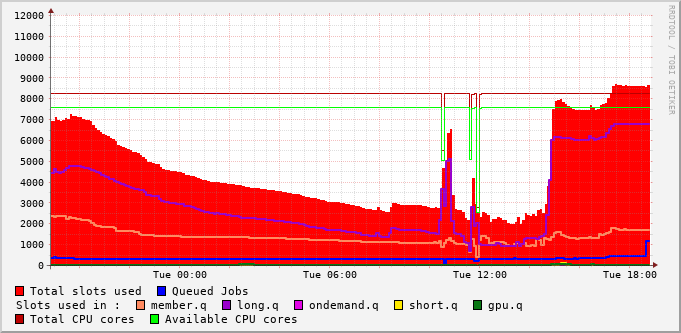 12000
11000
10000
9000
8000
7000
6000
5000
4000
3000
2000
1000
0
Tue 00:00 Tue 06:00 Tue 12:00 Tue 18:00
RRDTOOL / TOBI OETIKER
Total slots used Queued Jobs
Slots used in : member.q long.q ondemand.q short.q gpu.q
Total CPU cores Available CPU cores